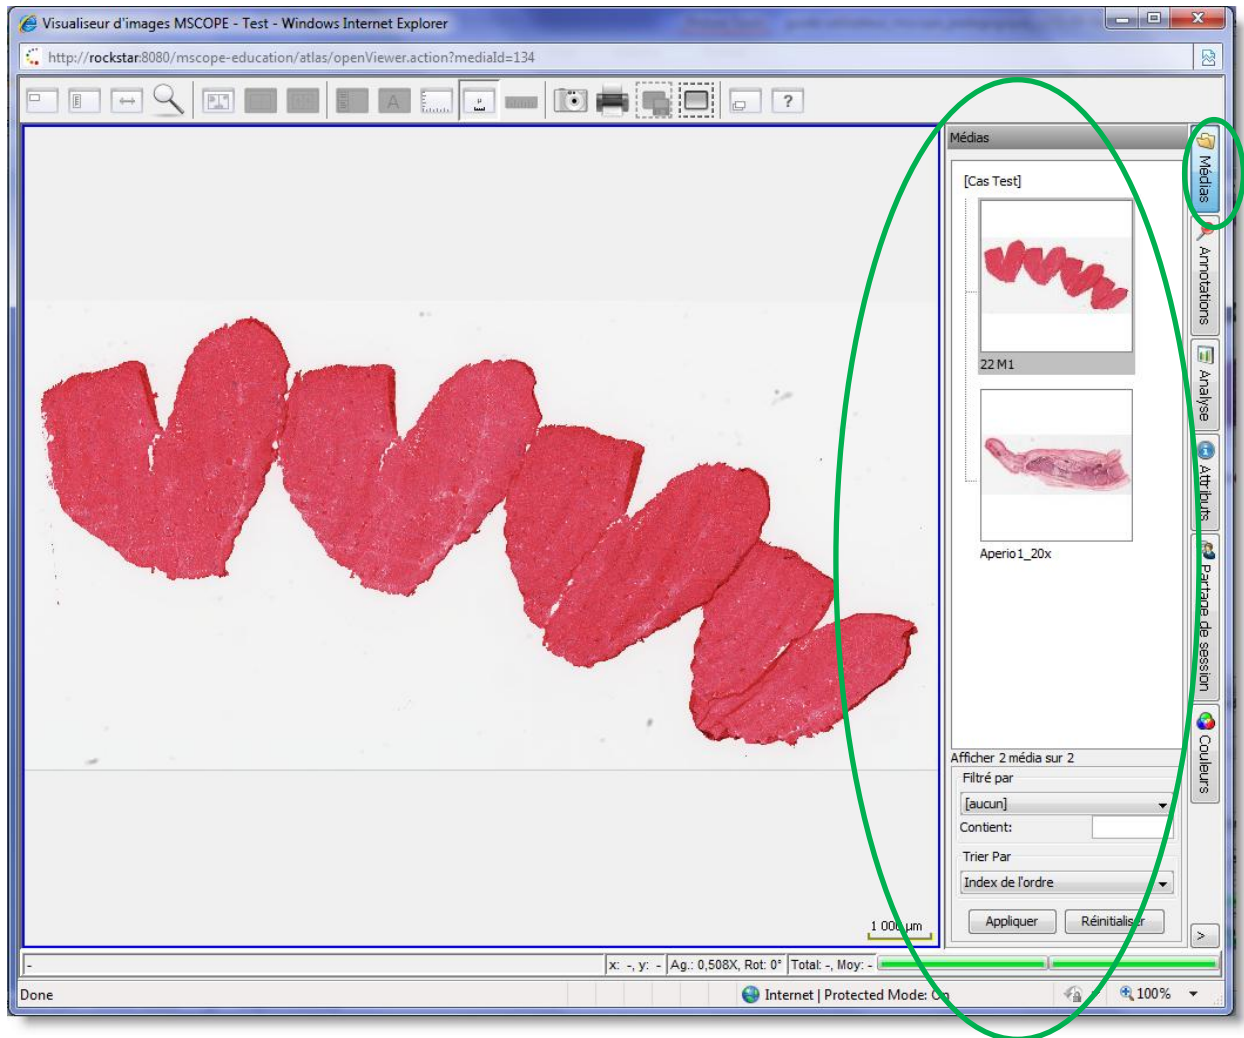 Visualiseur d'images MSCOPE - Test - Windows Internet Explorer
http://rockstar:8080/mscope-education/atlas/openViewer.action?mediaId=134
A
µ
?
Médias
[Cas Test]
22 M1
Aperio1_20x
Afficher 2 média sur 2
Filtré par
[aucun]
Contient:
Trier Par
Index de l'ordre
Appliquer Réinitialiser
Médias
Annotations
Analyse
Attributs
Partage de session
Couleurs
>
1 000 µm
-
x: -, y: - Ag.: 0,508X, Rot: 0° Total: -, Moy: -
Done
Internet | Protected Mode: On
100%